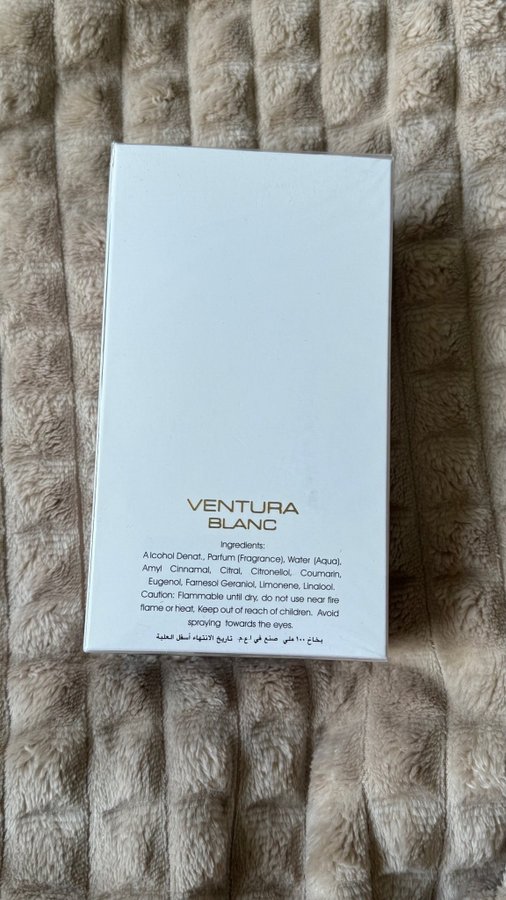 VENTURA
BLANC
Ingredients:
Alcohol Denat., Parfum (Fragrance), Water (Aqua),
Amyl Cinnamal, Citral, Citronellol, Coumarin,
Eugenol, Farnesol Geraniol, Limonene, Linalool.
Caution: Flammable until dry, do not use near fire
flame or heat, Keep out of reach of children. Avoid
spraying towards the eyes.
بخاخ ١٠٠ ملي صنع في ا.ع.م. تاريخ الانتهاء أسفل العلبة